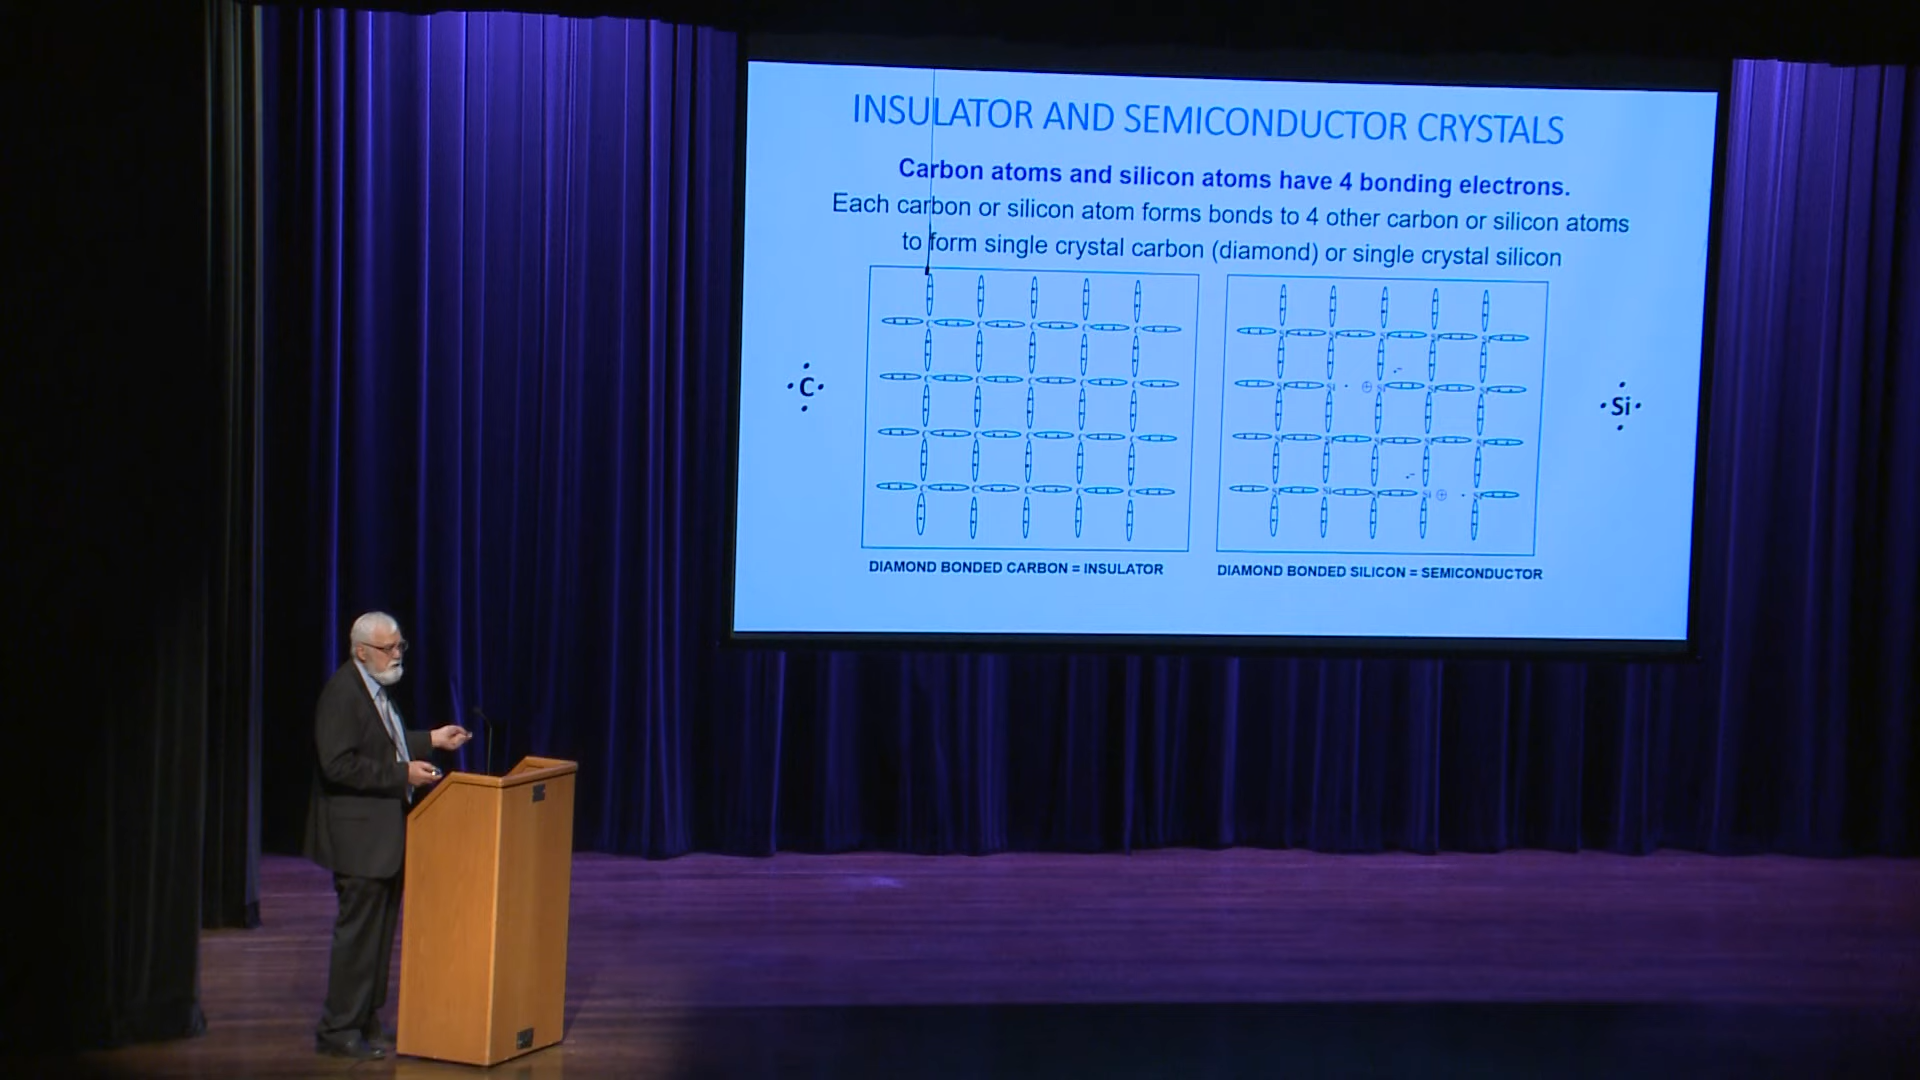 INSULATOR AND SEMICONDUCTOR CRYSTALS
Carbon atoms and silicon atoms have 4 bonding electrons.
Each carbon or silicon atom forms bonds to 4 other carbon or silicon atoms
to form single crystal carbon (diamond) or single crystal silicon
C
Si
DIAMOND BONDED CARBON = INSULATOR
DIAMOND BONDED SILICON = SEMICONDUCTOR